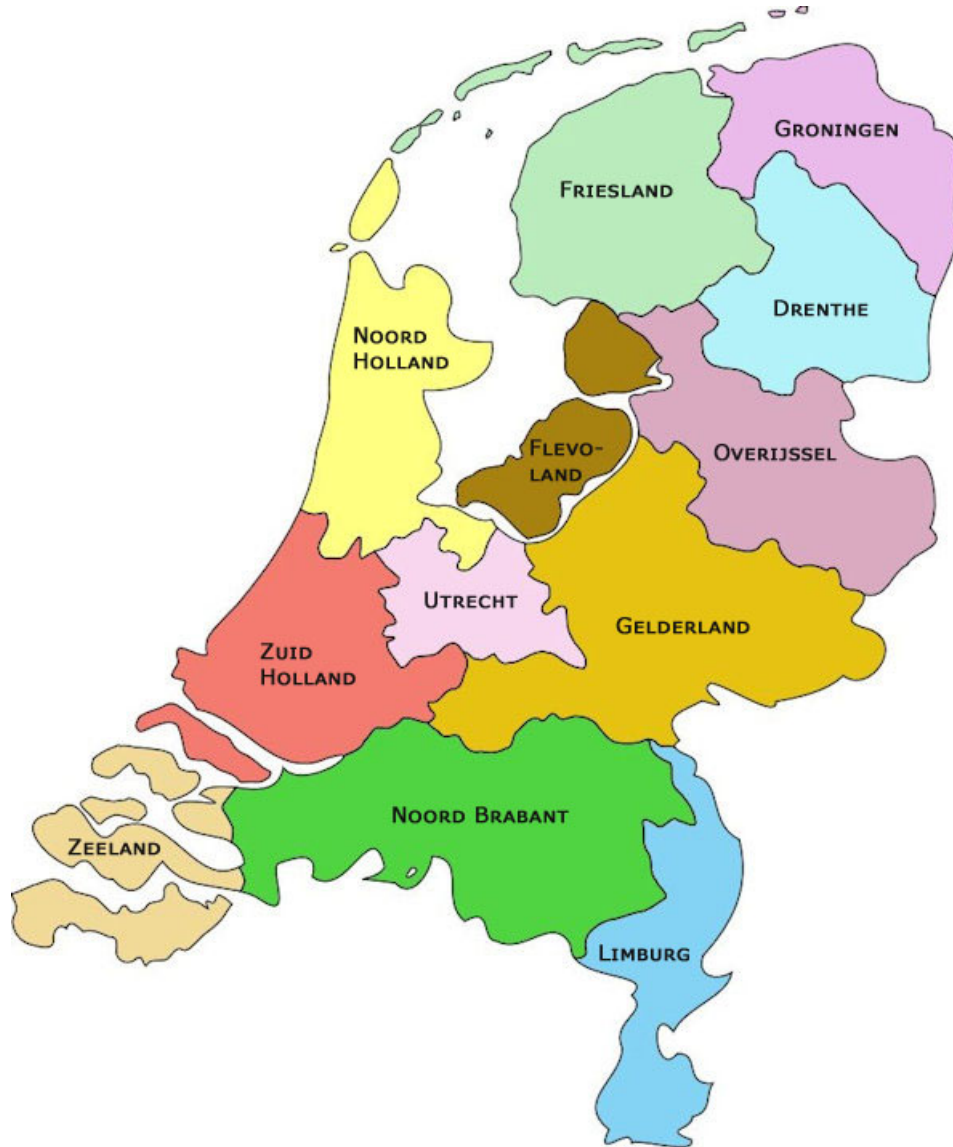 GRONINGEN
FRIESLAND
DRENTHE
NOORD
HOLLAND
FLEVO-
LAND
OVERIJSSEL
UTRECHT
GELDERLAND
ZUID
HOLLAND
NOORD BRABANT
ZEELAND
LIMBURG